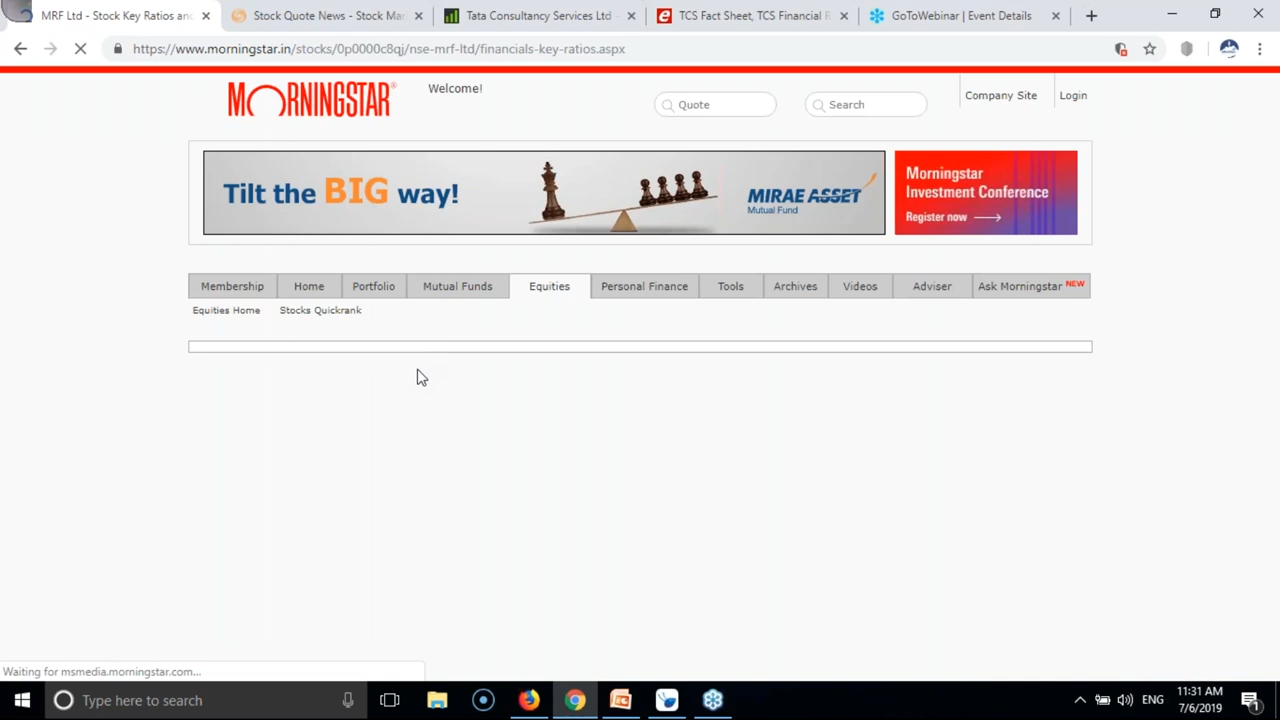 MRF Ltd - Stock Key Ratios and
Stock Quote News - Stock Mar
Tata Consultancy Services Ltd -
TCS Fact Sheet, TCS Financial R
GoToWebinar | Event Details
https://www.morningstar.in/stocks/0p0000c8qj/nse-mrf-ltd/financials-key-ratios.aspx
MORNINGSTAR®
Welcome!
Quote
Search
Company Site
Login
Tilt the BIG way!
MIRAE ASSET
Mutual Fund
Morningstar
Investment Conference
Register now
Membership
Home
Portfolio
Mutual Funds
Equities
Personal Finance
Tools
Archives
Videos
Adviser
Ask Morningstar NEW
Equities Home
Stocks Quickrank
Waiting for msmedia.morningstar.com...
Type here to search
ENG
11:31 AM
7/6/2019
1